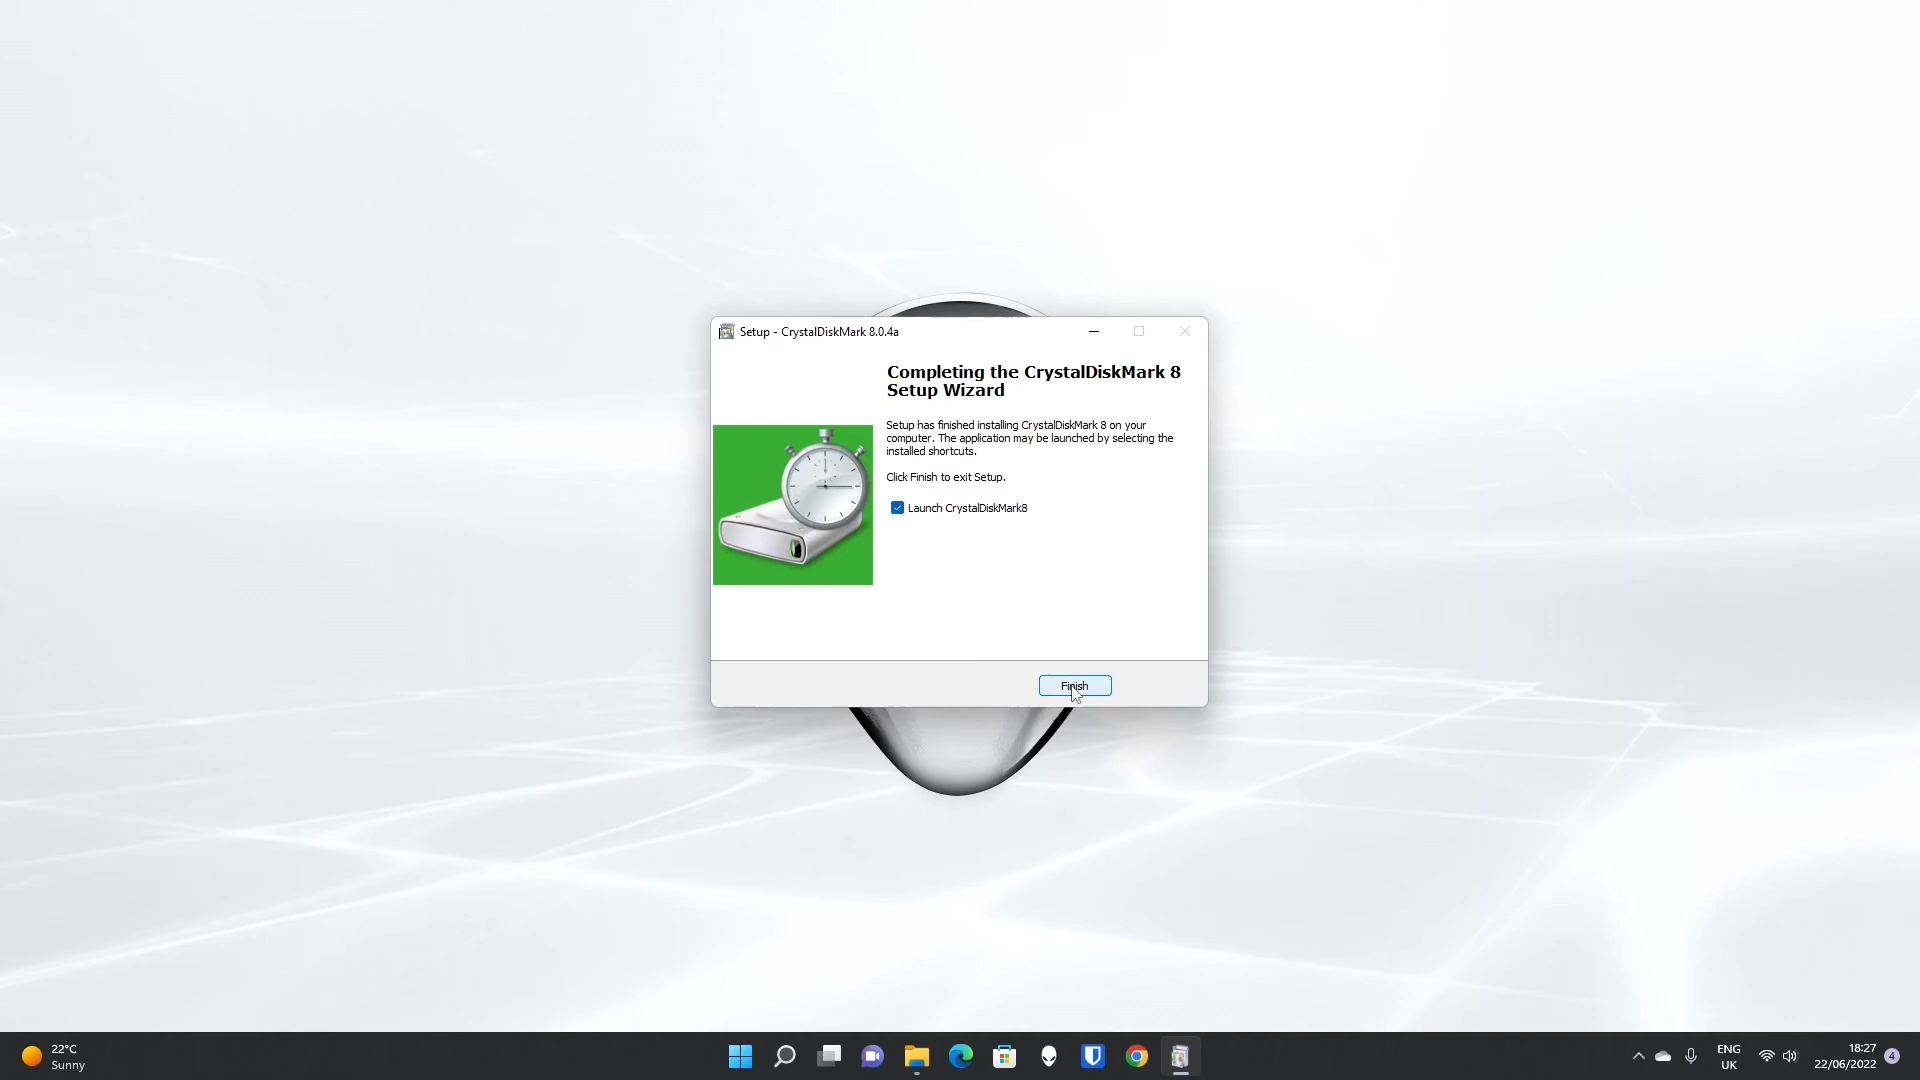 Setup - CrystalDiskMark 8.0.4a
Completing the CrystalDiskMark 8
Setup Wizard
Setup has finished installing CrystalDiskMark 8 on your
computer. The application may be launched by selecting the
installed shortcuts.
Click Finish to exit Setup.
Launch CrystalDiskMark8
Finish
22°C
Sunny
ENG
UK
18:27
22/06/2022
4